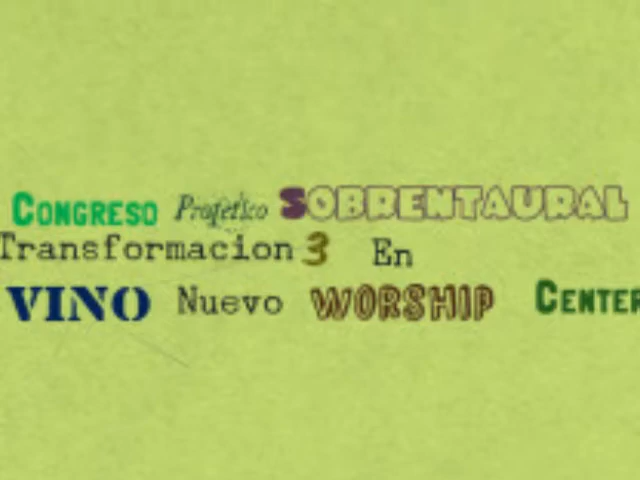 Congreso Profetico SOBRENTAURAL
Transformacion 3 En
VINO Nuevo WORSHIP Center